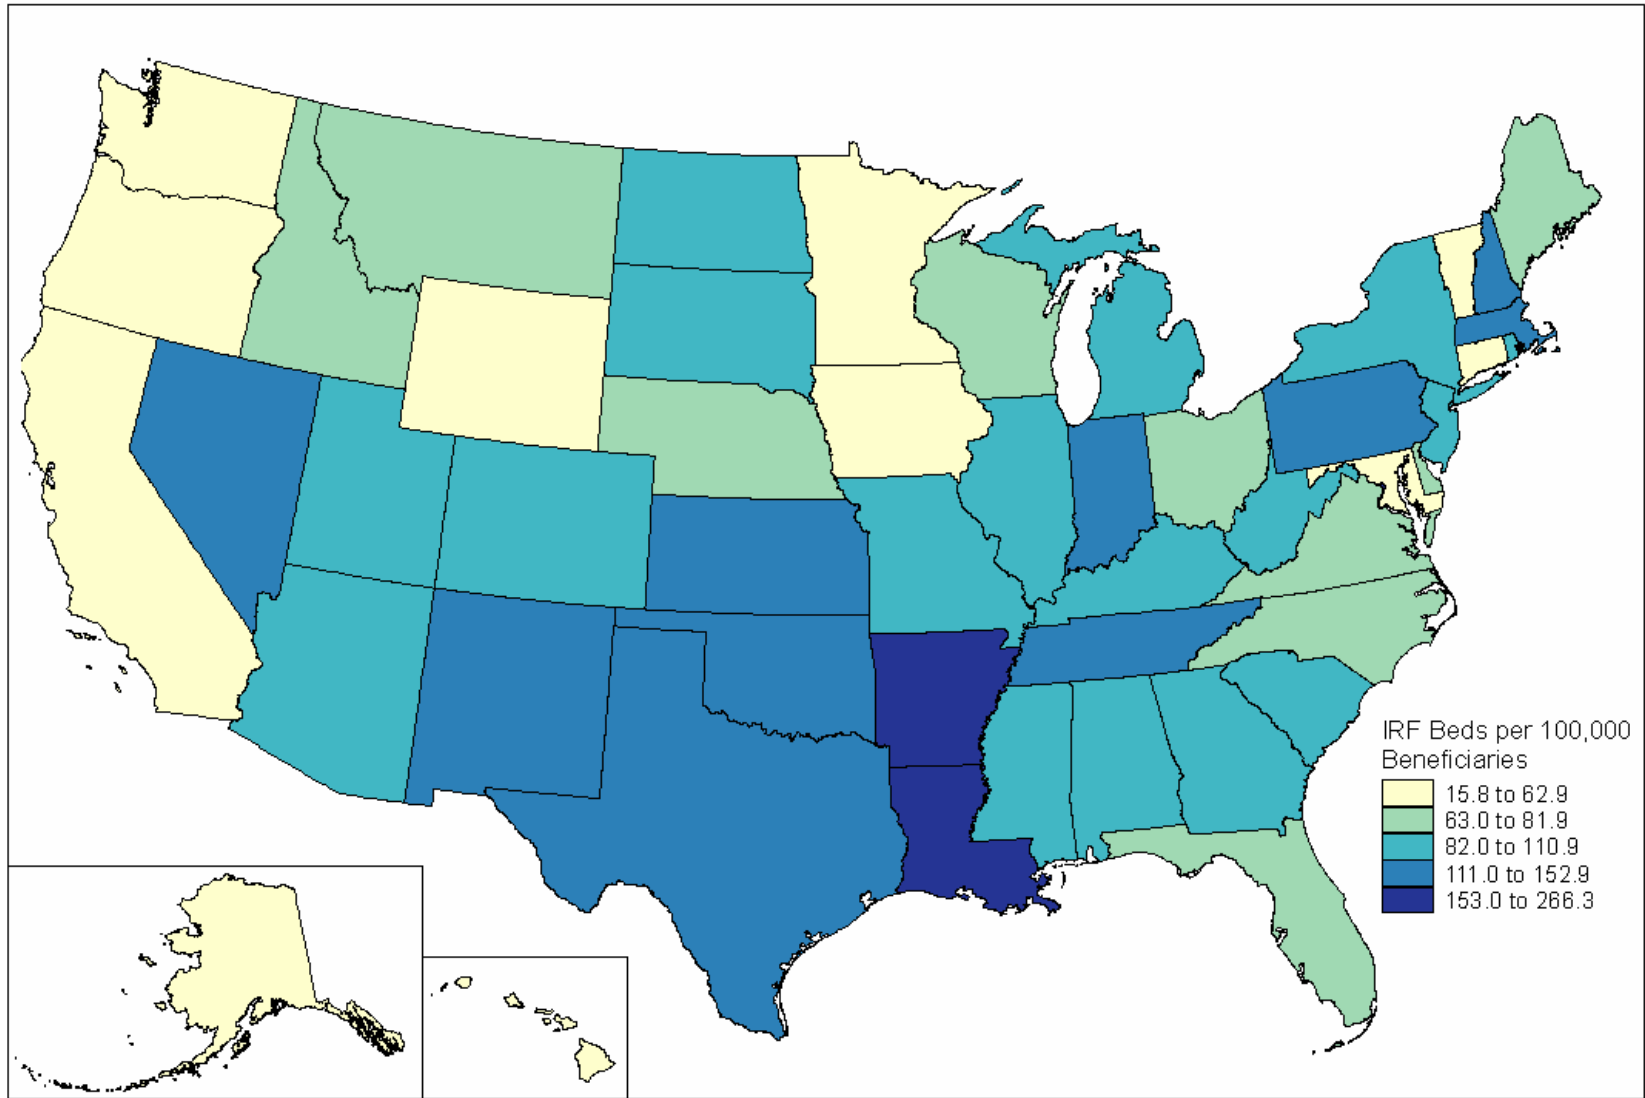 IRF Beds per 100,000
Beneficiaries
15.8 to 62.9
63.0 to 81.9
82.0 to 110.9
111.0 to 152.9
153.0 to 266.3